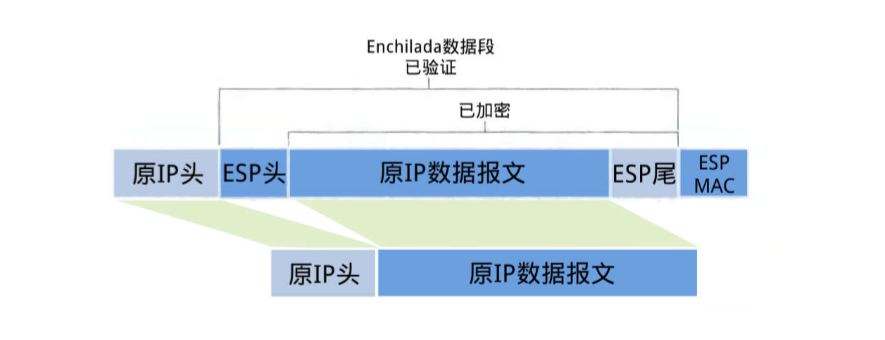 Enchilada数据段
已验证
已加密
原IP头
ESP头
原IP数据报文
ESP尾
ESP
MAC
原IP头
原IP数据报文